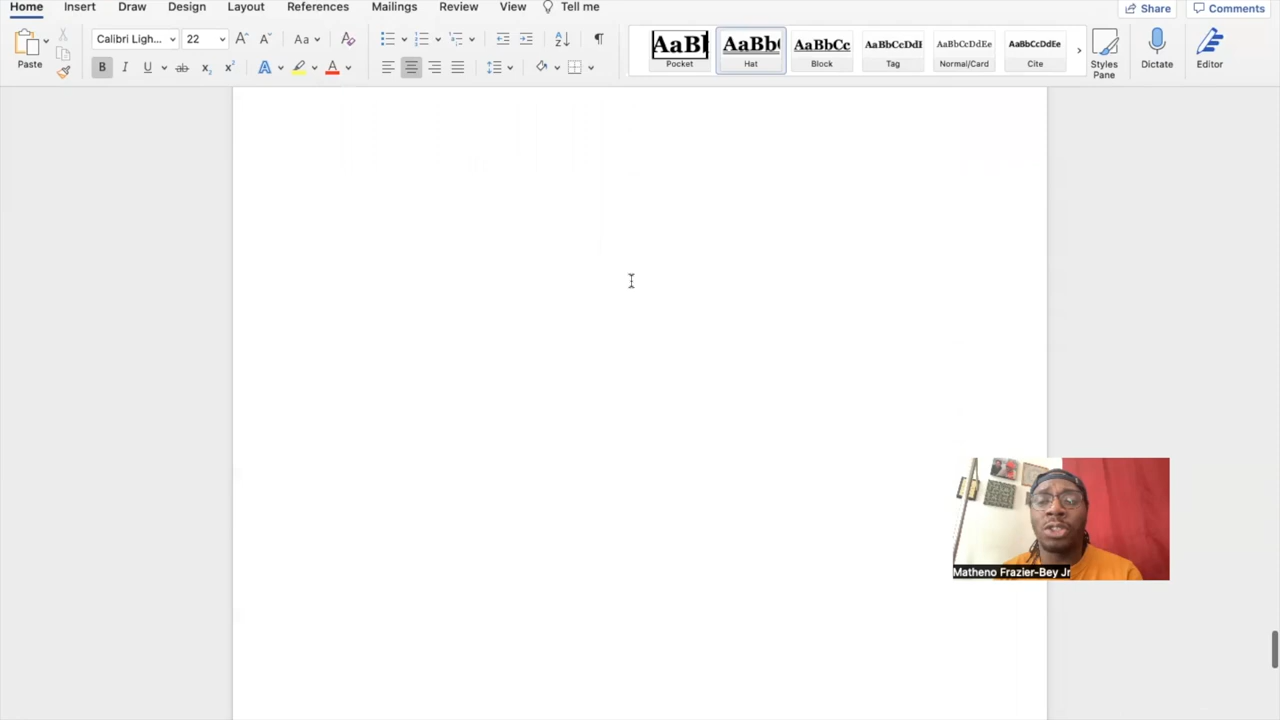 Home Insert Draw Design Layout References Mailings Review View Tell me Share Comments
Calibri Ligh... 22 Aa
Paste
AaBl AaBb( AaBbCc AaBbCcDdI AaBbCcDdEe AaBbCcDdEe
Pocket Hat Block Tag Normal/Card Cite
Styles Pane Dictate Editor
Matheno Frazier-Bey Jr